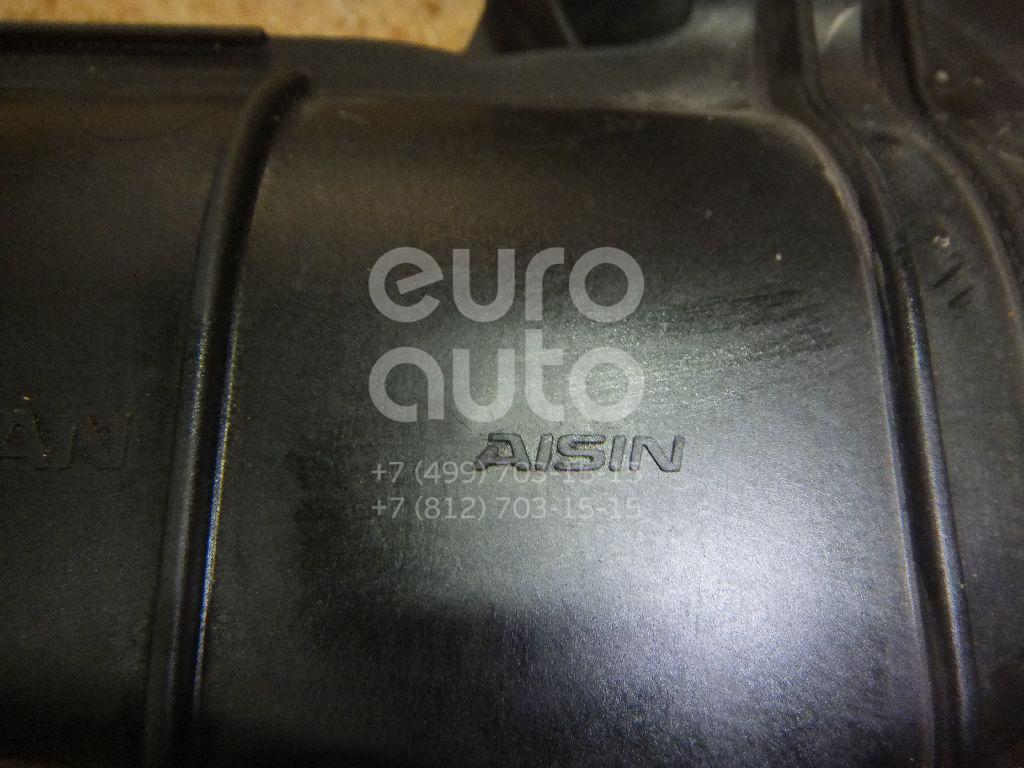 euro
auto
AISIN
+7 (499) 703-15-15
+7 (812) 703-15-15